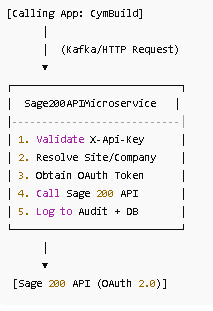 [Calling App: CymBuild]
(Kafka/HTTP Request)
Sage200APIMicroservice
1. Validate X-Api-Key
2. Resolve Site/Company
3. Obtain OAuth Token
4. Call Sage 200 API
5. Log to Audit + DB
[Sage 200 API (OAuth 2.0)]